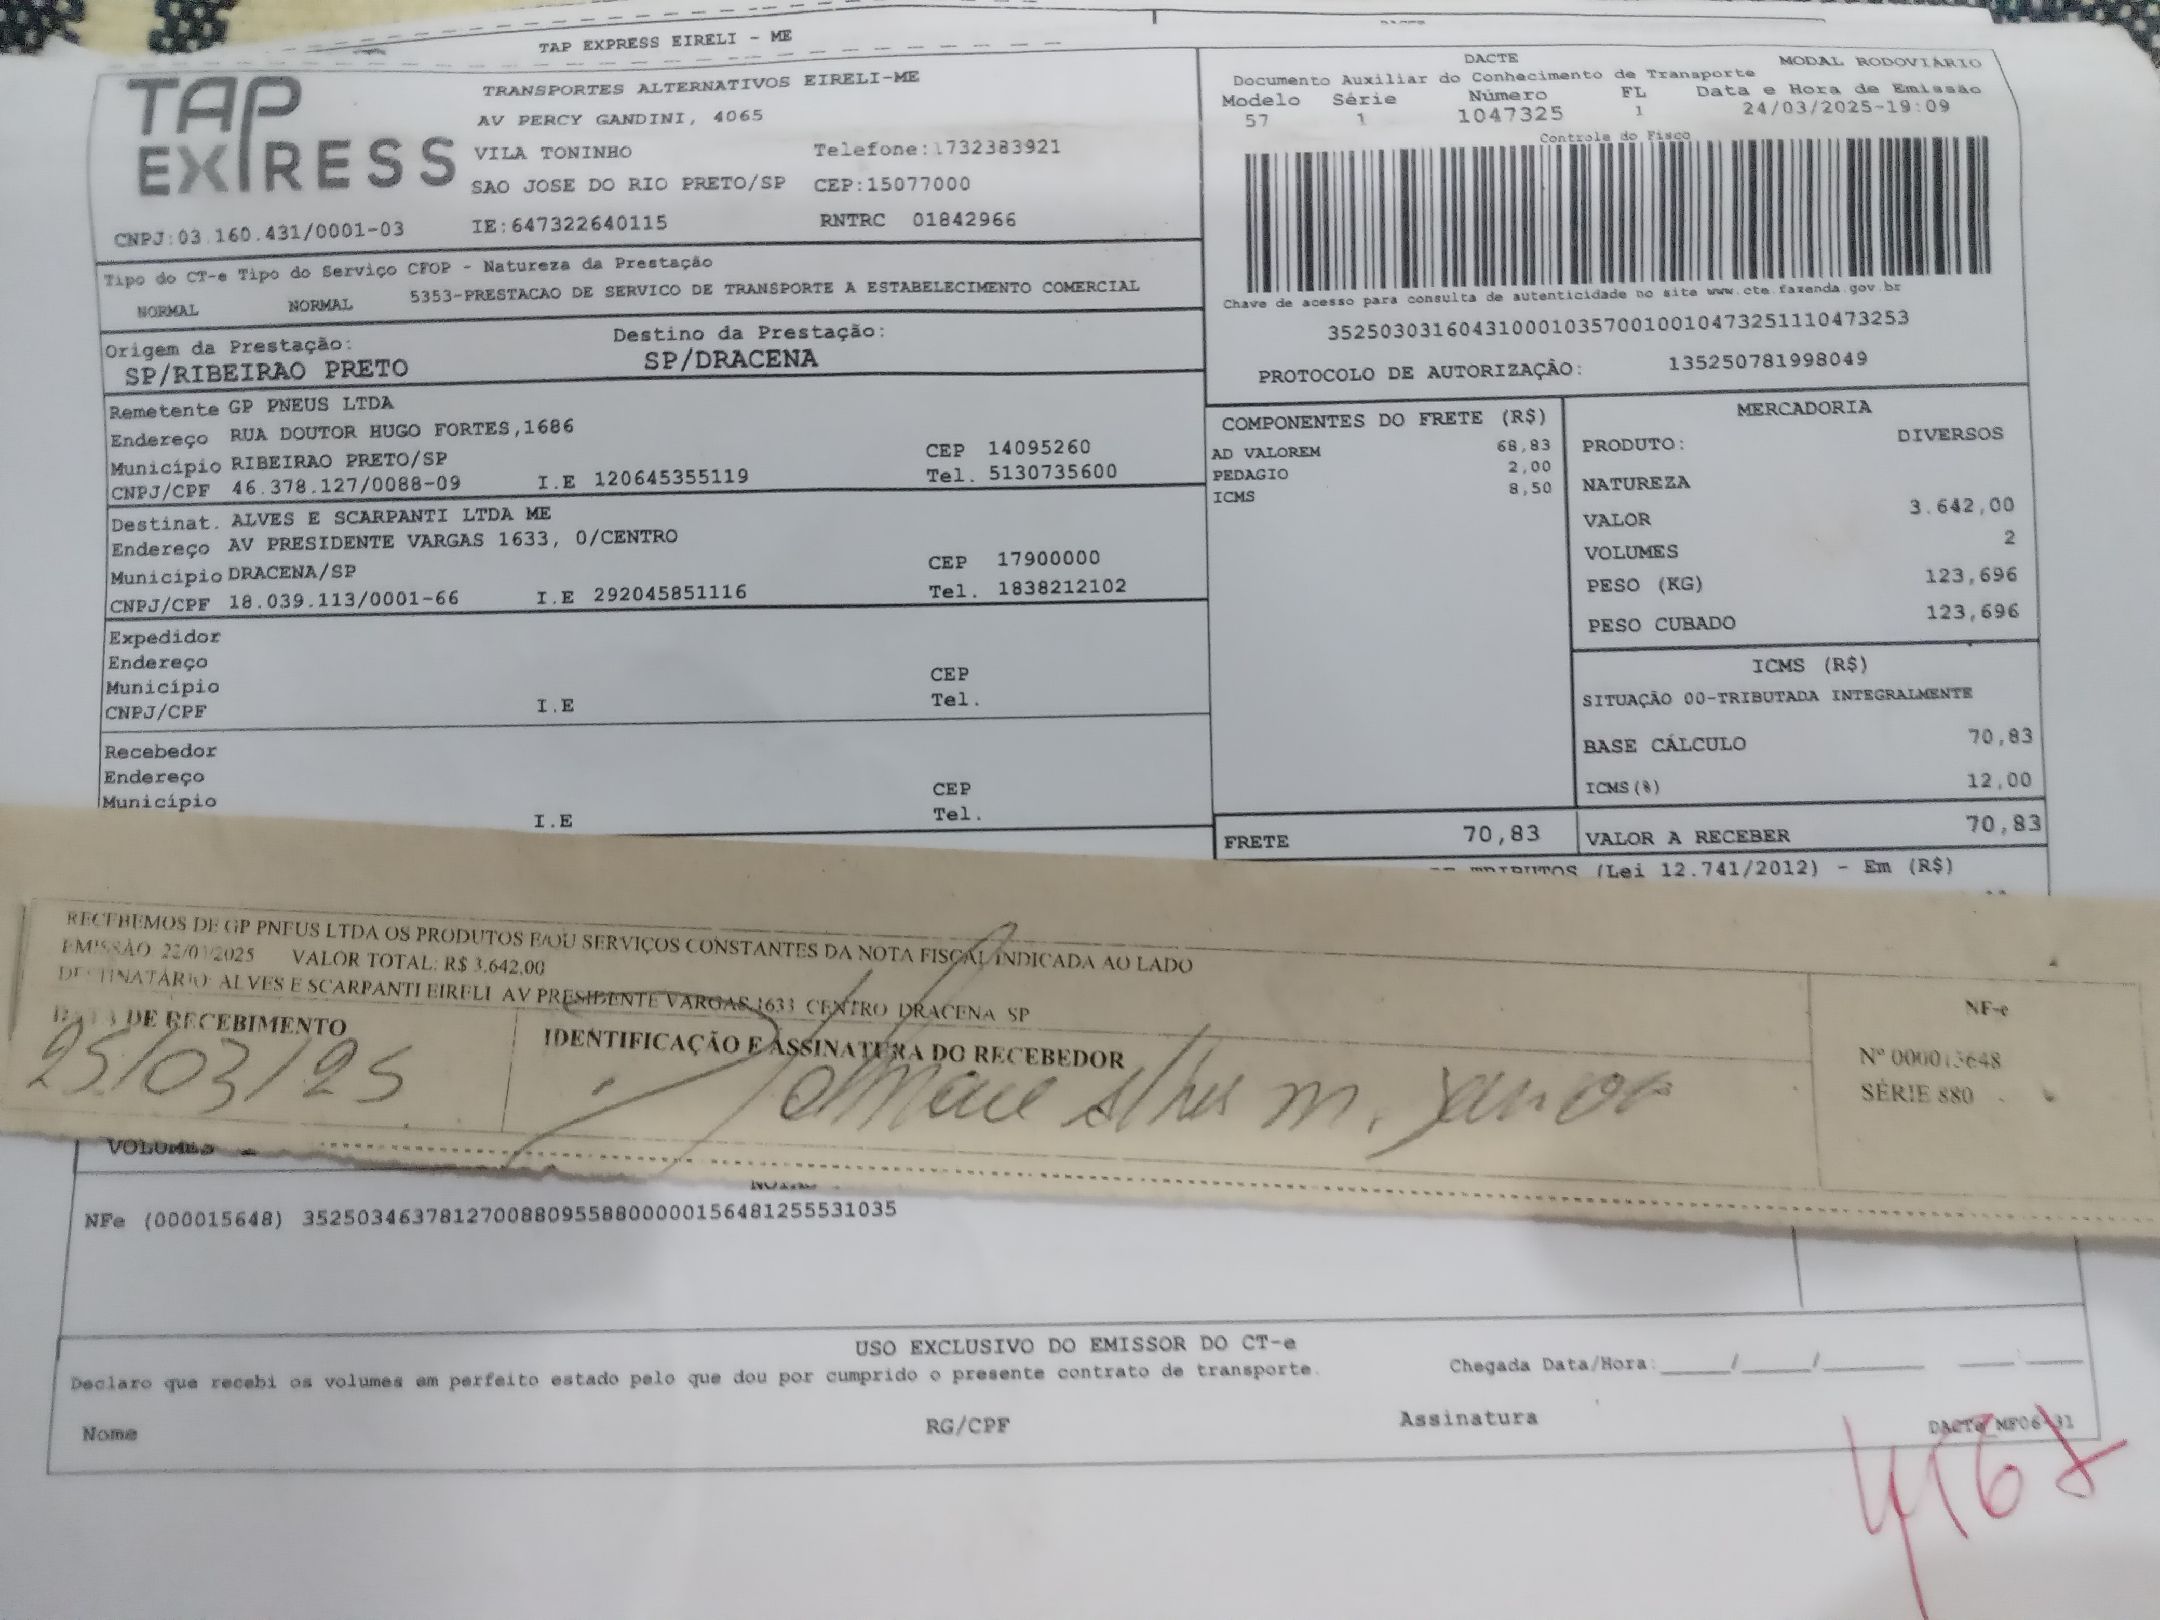 TAP EXPRESS EIRELI - ME
TAP EXPRESS
TRANSPORTES ALTERNATIVOS EIRELI-ME
AV PERCY GANDINI, 4065
VILA TONINHO Telefone:1732383921
SAO JOSE DO RIO PRETO/SP CEP:15077000
CNPJ:03.160.431/0001-03 IE:647322640115 RNTRC 01842966
DACTE MODAL RODOVIÁRIO
Documento Auxiliar do Conhecimento de Transporte
Modelo Série Número FL Data e Hora de Emissão
57 1 1047325 1 24/03/2025-19:09
Controle do Fisco
Chave de acesso para consulta de autenticidade no site www.cte.fazenda.gov.br
35250303160431000103570010010473251110473253
PROTOCOLO DE AUTORIZAÇÃO: 135250781998049
Tipo do CT-e Tipo do Serviço CFOP - Natureza da Prestação
NORMAL NORMAL 5353-PRESTACAO DE SERVICO DE TRANSPORTE A ESTABELECIMENTO COMERCIAL
Origem da Prestação: Destino da Prestação:
SP/RIBEIRAO PRETO SP/DRACENA
Remetente GP PNEUS LTDA
Endereço RUA DOUTOR HUGO FORTES,1686
Município RIBEIRAO PRETO/SP CEP 14095260
CNPJ/CPF 46.378.127/0088-09 I.E 120645355119 Tel. 5130735600
Destinat. ALVES E SCARPANTI LTDA ME
Endereço AV PRESIDENTE VARGAS 1633, 0/CENTRO
Município DRACENA/SP CEP 17900000
CNPJ/CPF 18.039.113/0001-66 I.E 292045851116 Tel. 1838212102
Expedidor
Endereço
Município CEP
CNPJ/CPF I.E Tel.
Recebedor
Endereço
Município CEP
I.E Tel.
COMPONENTES DO FRETE (R$)
AD VALOREM 68,83
PEDAGIO 2,00
ICMS 8,50
MERCADORIA
PRODUTO: DIVERSOS
NATUREZA
VALOR 3.642,00
VOLUMES 2
PESO (KG) 123,696
PESO CUBADO 123,696
ICMS (R$)
SITUAÇÃO 00-TRIBUTADA INTEGRALMENTE
BASE CÁLCULO 70,83
ICMS(%) 12,00
FRETE 70,83 VALOR A RECEBER 70,83
TRIBUTOS (Lei 12.741/2012) - Em (R$)
RECEBEMOS DE GP PNEUS LTDA OS PRODUTOS E/OU SERVIÇOS CONSTANTES DA NOTA FISCAL INDICADA AO LADO
EMISSÃO 22/03/2025 VALOR TOTAL: R$ 3.642,00
DESTINATÁRIO: ALVES E SCARPANTI EIRELI AV PRESIDENTE VARGAS 1633 CENTRO DRACENA SP
DATA DE RECEBIMENTO IDENTIFICAÇÃO E ASSINATURA DO RECEBEDOR
25/03/25
NF-e
Nº 000015648
SÉRIE 880
VOLUMES
NFe (000015648) 35250346378127008809558800000156481255531035
USO EXCLUSIVO DO EMISSOR DO CT-e
Declaro que recebi os volumes em perfeito estado pelo que dou por cumprido o presente contrato de transporte. Chegada Data/Hora:____/____/______ ___:___
Nome RG/CPF Assinatura